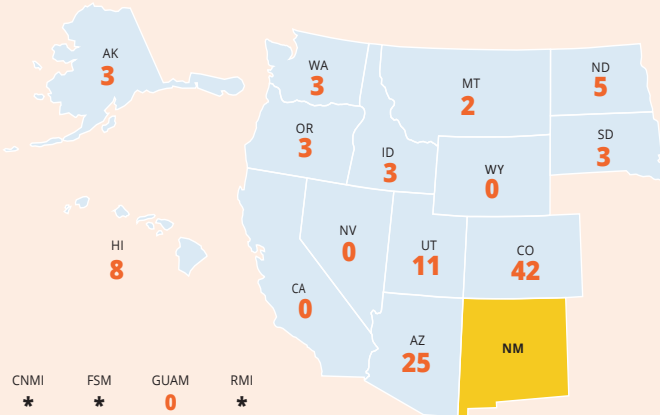 AK
3
WA
3
MT
2
ND
5
OR
3
ID
3
SD
3
WY
0
HI
8
NV
0
UT
11
CO
42
CA
0
AZ
25
NM
CNMI
*
FSM
*
GUAM
0
RMI
*